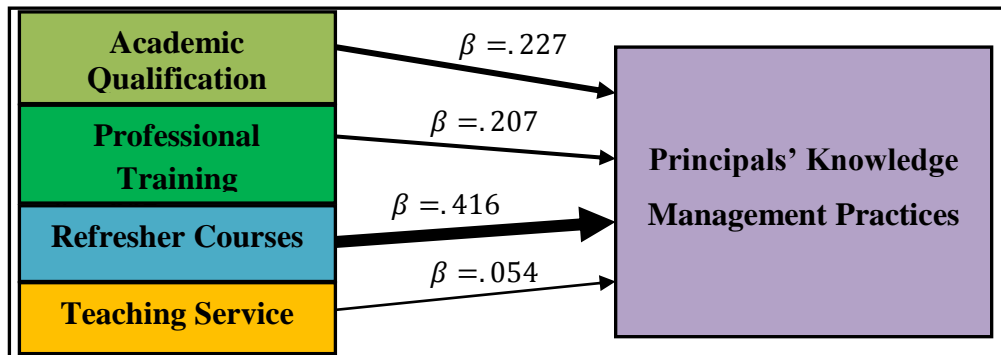 Academic
Qualification
β =.227
Professional
Training
β =.207
Refresher Courses
β =.416
Teaching Service
β =.054
Principals’ Knowledge
Management Practices